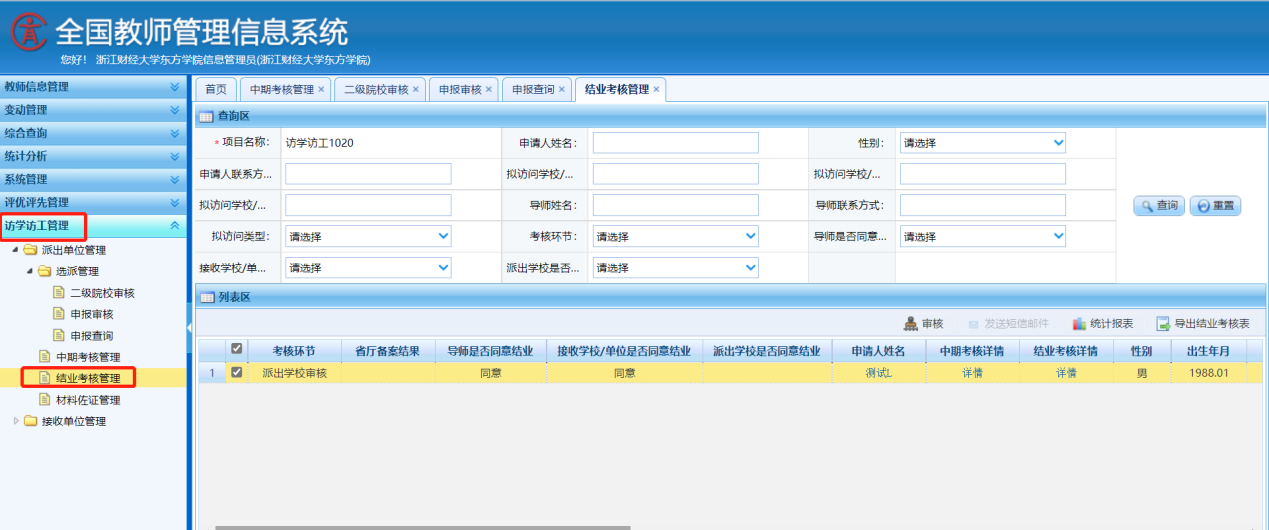 全国教师管理信息系统
您好！ 浙江财经大学东方学院信息管理员(浙江财经大学东方学院)
教师信息管理
变动管理
综合查询
统计分析
系统管理
评优评先管理
访学访工管理
派出单位管理
选派管理
二级院校审核
申报审核
申报查询
中期考核管理
结业考核管理
材料佐证管理
接收单位管理
首页 中期考核管理 × 二级院校审核 × 申报审核 × 申报查询 × 结业考核管理 ×
查询区
* 项目名称： 访学访工1020 申请人姓名： 性别： 请选择
申请人联系方... 拟访问学校/... 拟访问学校/...
拟访问学校/... 导师姓名： 导师联系方式： 查询 重置
拟访问类型： 请选择 考核环节： 请选择 导师是否同意... 请选择
接收学校/单... 请选择 派出学校是否... 请选择
列表区
审核 发送短信邮件 统计报表 导出结业考核表
考核环节 省厅备案结果 导师是否同意结业 接收学校/单位是否同意结业 派出学校是否同意结业 申请人姓名 中期考核详情 结业考核详情 性别 出生年月
1 派出学校审核 同意 同意 测试L 详情 详情 男 1988.01